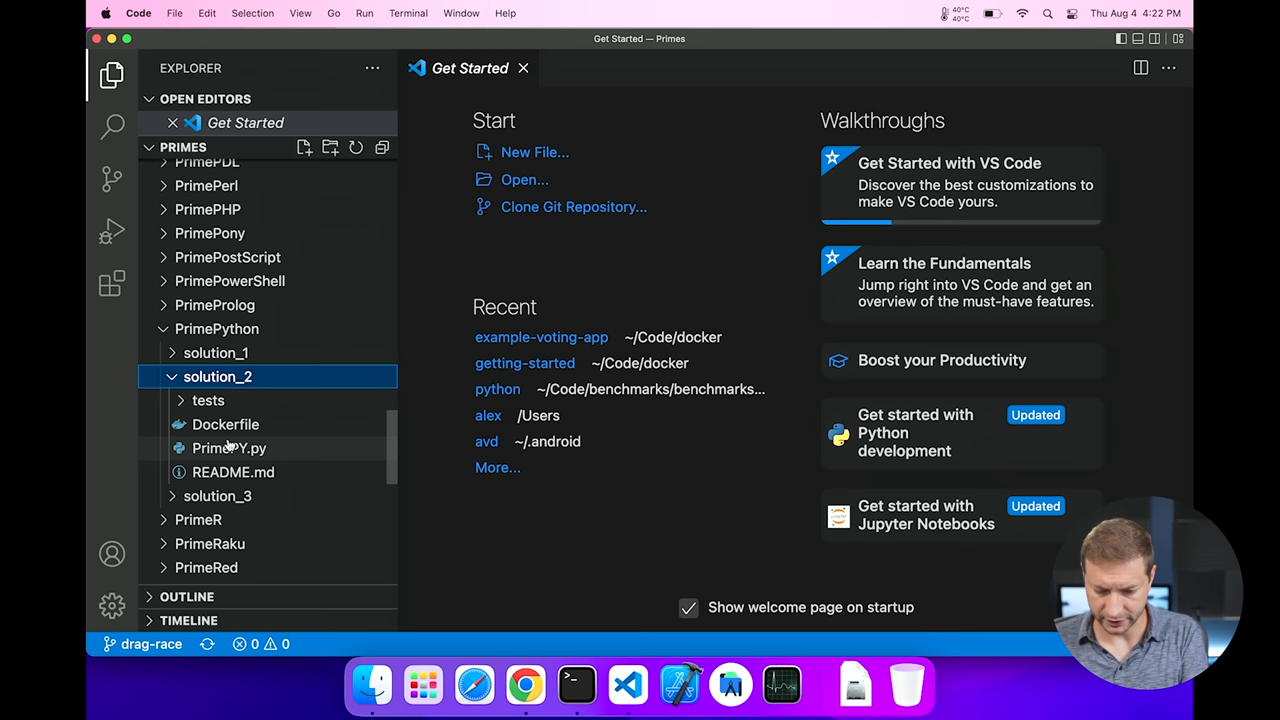 Code File Edit Selection View Go Run Terminal Window Help 40°C 40°C Thu Aug 4 4:22 PM
Get Started — Primes
EXPLORER
OPEN EDITORS
Get Started
PRIMES
PrimePDL
PrimePerl
PrimePHP
PrimePony
PrimePostScript
PrimePowerShell
PrimeProlog
PrimePython
solution_1
solution_2
tests
Dockerfile
PrimePY.py
README.md
solution_3
PrimeR
PrimeRaku
PrimeRed
OUTLINE
TIMELINE
drag-race 0 0
Get Started
Start
New File...
Open...
Clone Git Repository...
Recent
example-voting-app ~/Code/docker
getting-started ~/Code/docker
python ~/Code/benchmarks/benchmarks...
alex /Users
avd ~/.android
More...
Walkthroughs
Get Started with VS Code
Discover the best customizations to
make VS Code yours.
Learn the Fundamentals
Jump right into VS Code and get an
overview of the must-have features.
Boost your Productivity
Get started with Updated
Python
development
Get started with Updated
Jupyter Notebooks
Show welcome page on startup